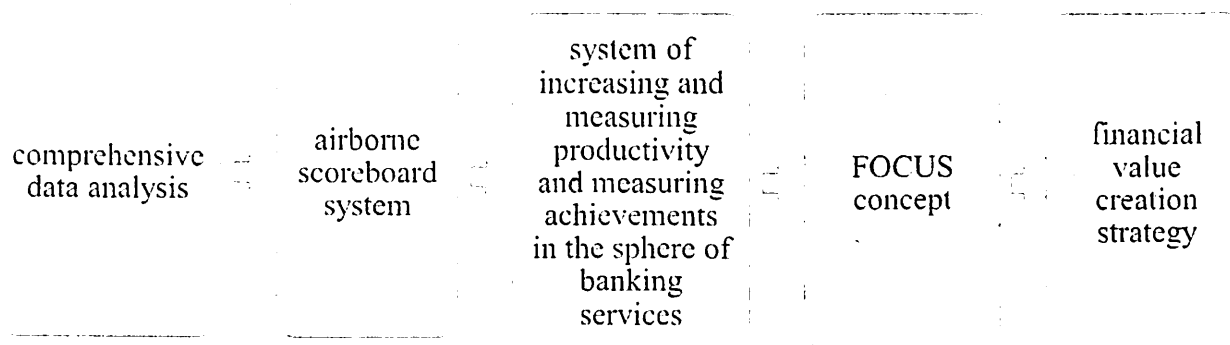 comprehensive
data analysis
airborne
scoreboard
system
system of
increasing and
measuring
productivity
and measuring
achievements
in the sphere of
banking
services
FOCUS
concept
financial
value
creation
strategy